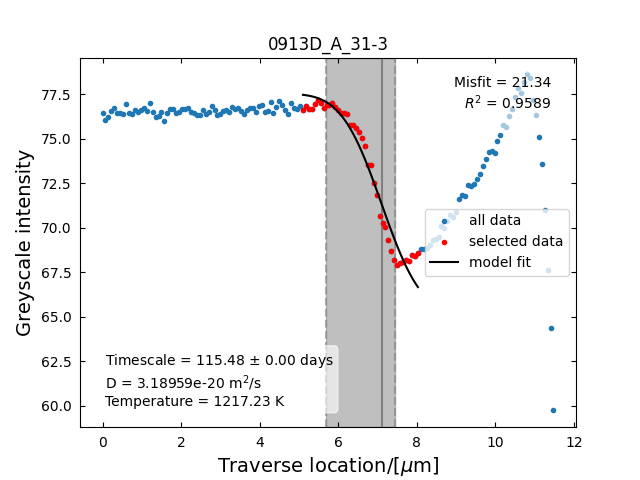 0913D_A_31-3
Misfit = 21.34
R² = 0.9589
77.5
75.0
72.5
70.0
67.5
65.0
62.5
60.0
Greyscale intensity
all data
selected data
model fit
Timescale = 115.48 ± 0.00 days
D = 3.18959e-20 m²/s
Temperature = 1217.23 K
0 2 4 6 8 10 12
Traverse location/[μm]